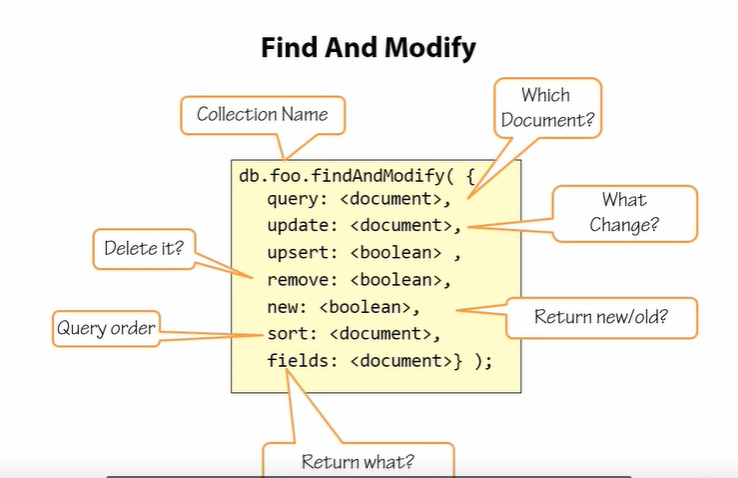 Find And Modify
Collection Name
Which
Document?
db.foo.findAndModify( {
query: <document>,
update: <document>,
upsert: <boolean> ,
remove: <boolean>,
new: <boolean>,
sort: <document>,
fields: <document>} );
What
Change?
Delete it?
Return new/old?
Query order
Return what?